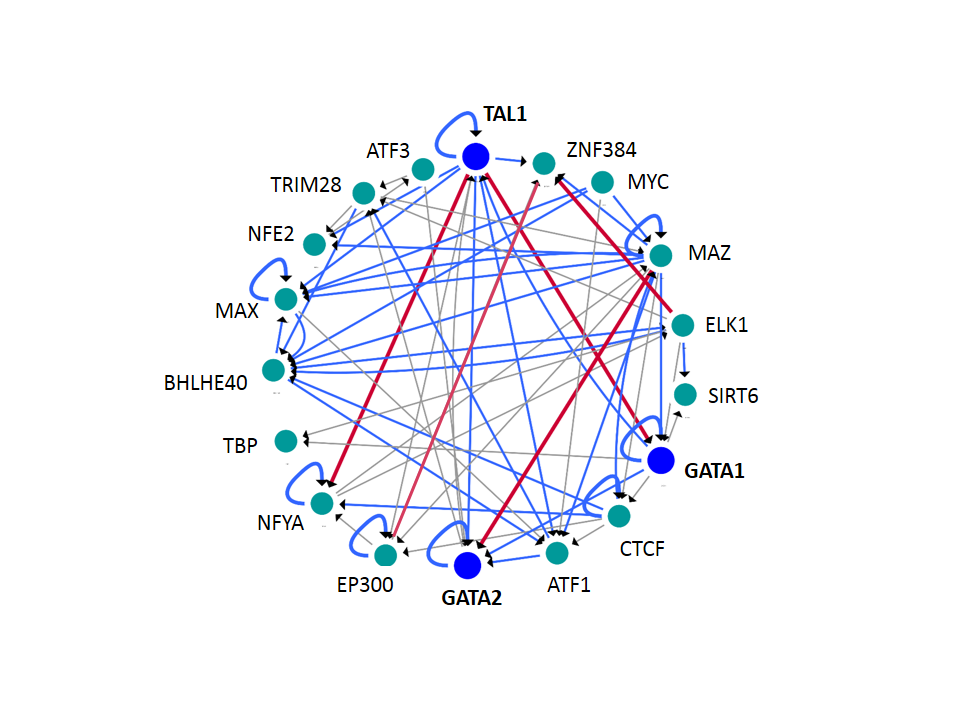 TAL1
ATF3
ZNF384
TRIM28
MYC
NFE2
MAZ
MAX
ELK1
BHLHE40
SIRT6
TBP
GATA1
NFYA
CTCF
EP300
ATF1
GATA2